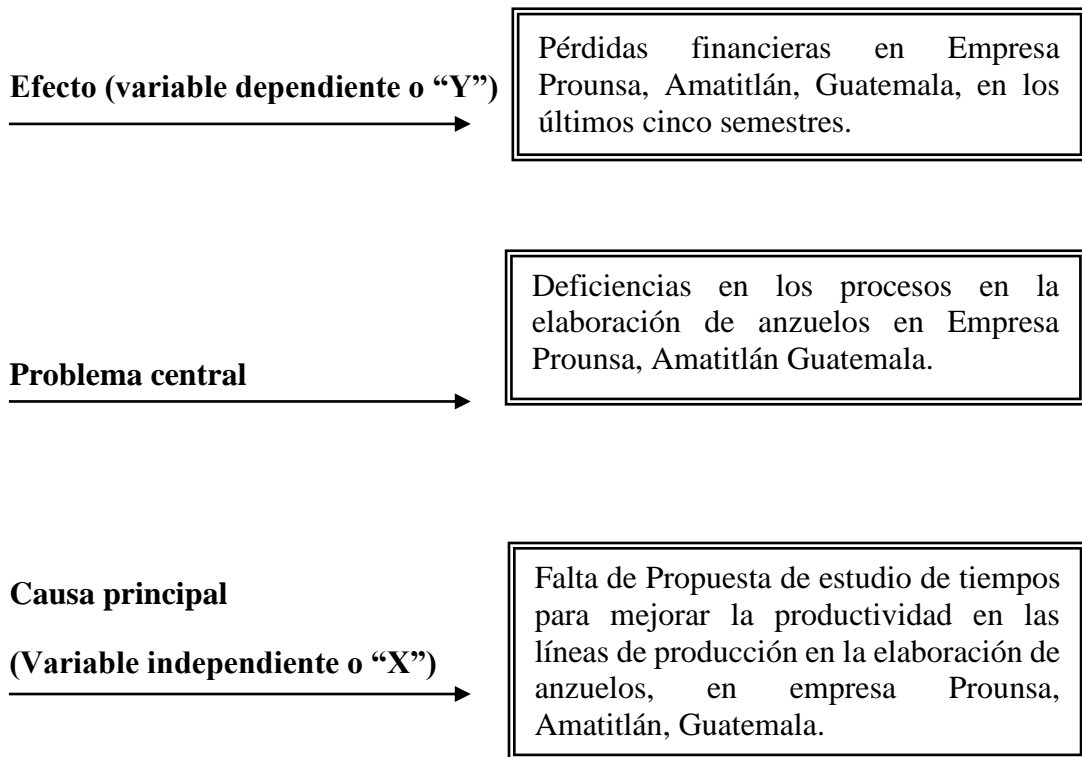 Efecto (variable dependiente o “Y”)
Pérdidas financieras en Empresa
Prounsa, Amatitlán, Guatemala, en los
últimos cinco semestres.
Problema central
Deficiencias en los procesos en la
elaboración de anzuelos en Empresa
Prounsa, Amatitlán Guatemala.
Causa principal
(Variable independiente o “X”)
Falta de Propuesta de estudio de tiempos
para mejorar la productividad en las
líneas de producción en la elaboración de
anzuelos, en empresa Prounsa,
Amatitlán, Guatemala.